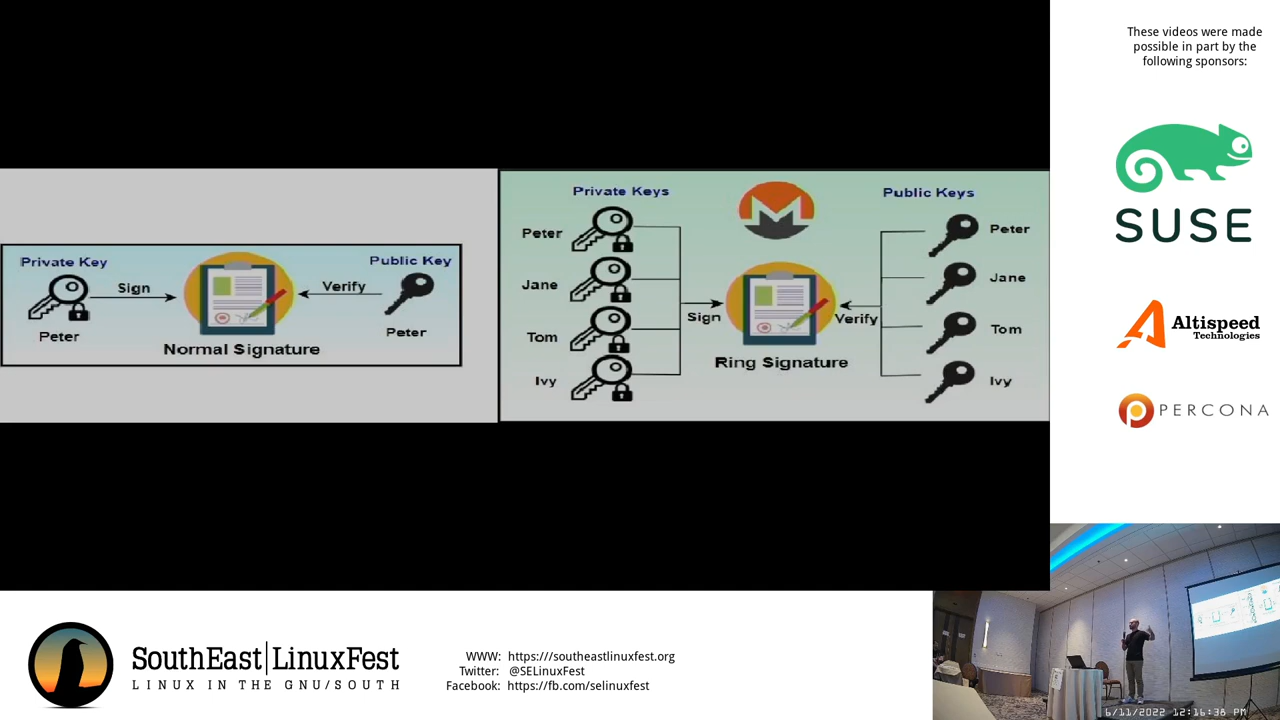 These videos were made
possible in part by the
following sponsors:
SUSE
Altispeed
Technologies
PERCONA
Private Key
Public Key
Sign
Verify
Peter
Peter
Normal Signature
Private Keys
Public Keys
Peter
Peter
Jane
Jane
Sign
Verify
Tom
Tom
Ring Signature
Ivy
Ivy
SouthEast|LinuxFest
LINUX IN THE GNU/SOUTH
WWW: https:///southeastlinuxfest.org
Twitter: @SELinuxFest
Facebook: https://fb.com/selinuxfest
6/11/2022 12:16:38 PM